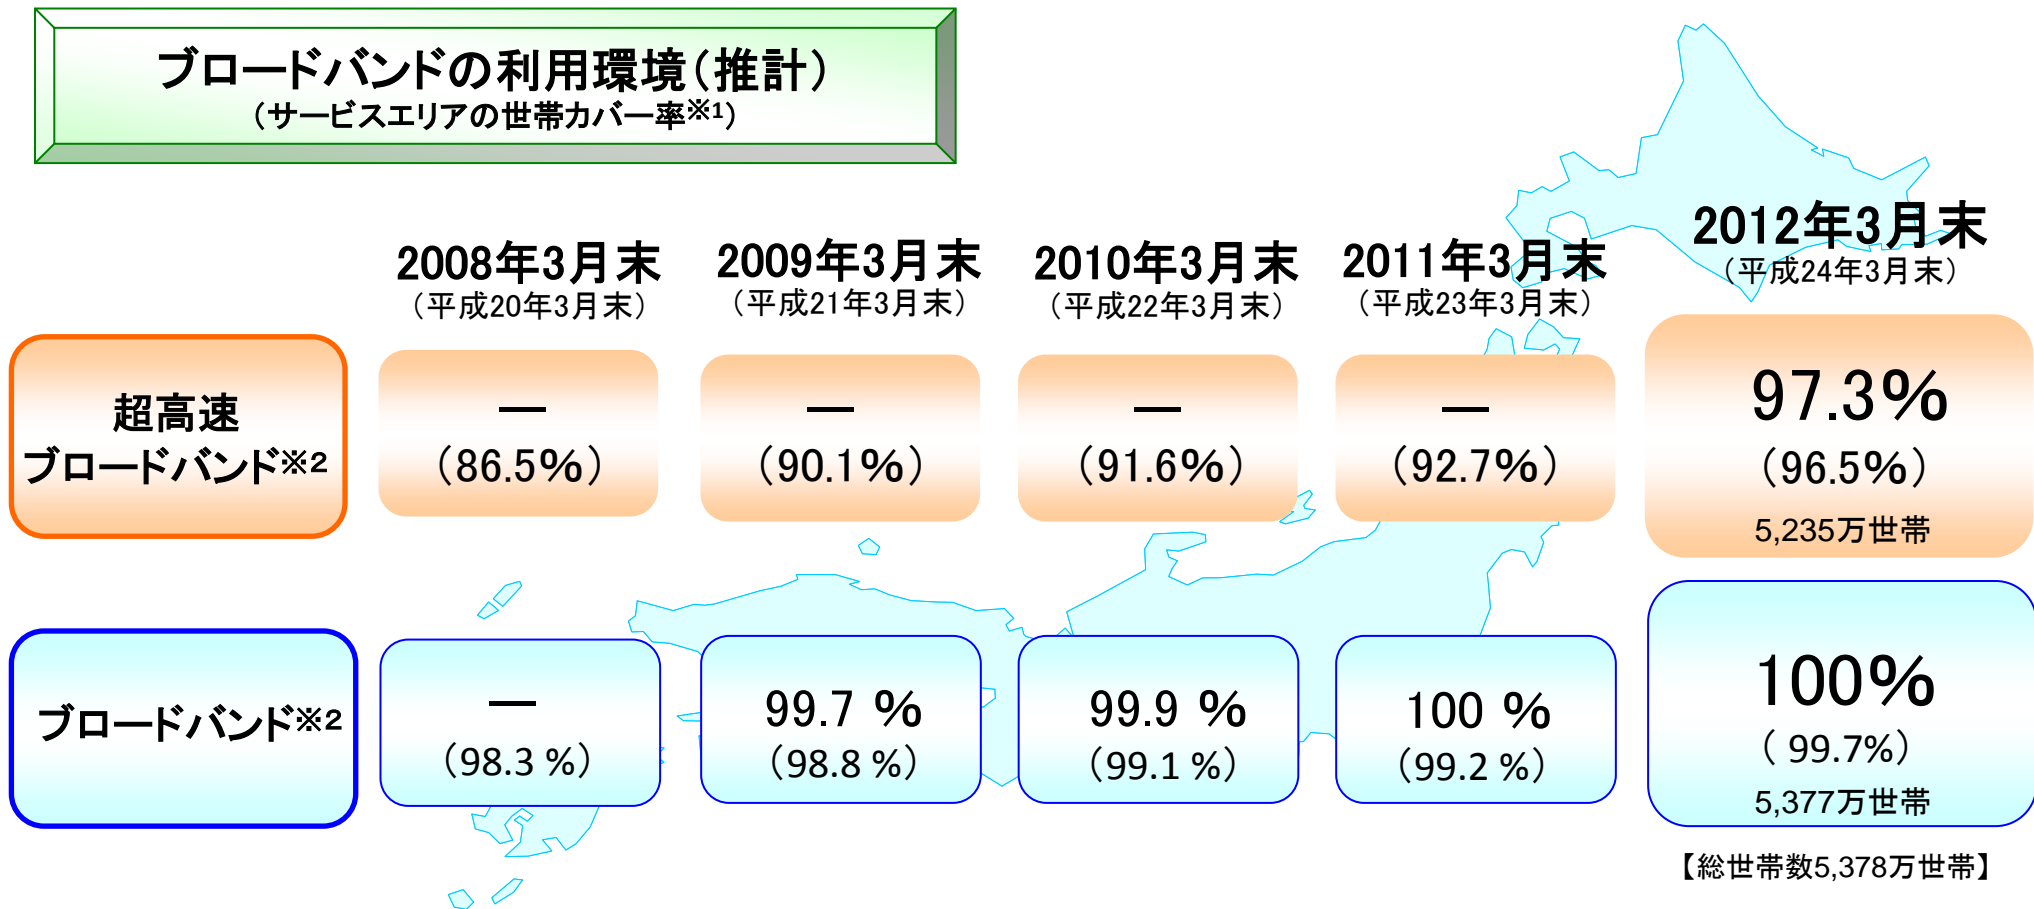 ブロードバンドの利用環境（推計）
（サービスエリアの世帯カバー率※1）
2008年3月末
（平成20年3月末）
2009年3月末
（平成21年3月末）
2010年3月末
（平成22年3月末）
2011年3月末
（平成23年3月末）
2012年3月末
（平成24年3月末）
超高速
ブロードバンド※2
―
（86.5%）
―
（90.1%）
―
（91.6%）
―
（92.7%）
97.3%
（96.5%）
5,235万世帯
ブロードバンド※2
―
（98.3 %）
99.7 %
（98.8 %）
99.9 %
（99.1 %）
100 %
（99.2 %）
100%
（ 99.7%）
5,377万世帯
【総世帯数5,378万世帯】